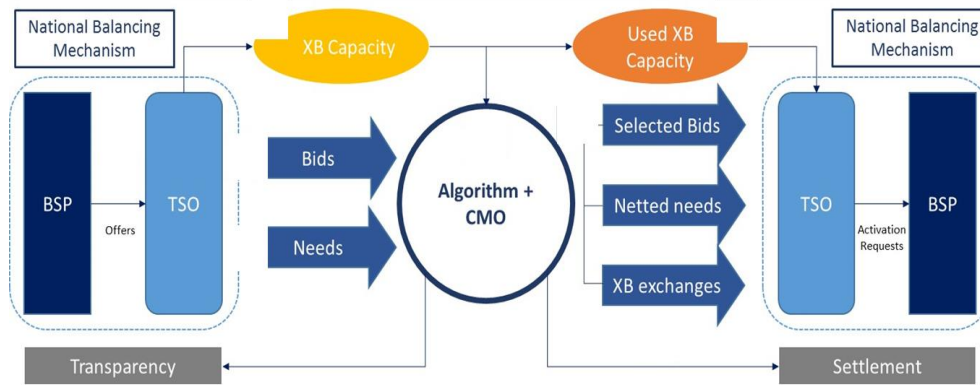 National Balancing
Mechanism
XB Capacity
Used XB
Capacity
National Balancing
Mechanism
BSP
Offers
TSO
Bids
Needs
Algorithm +
CMO
Selected Bids
Netted needs
XB exchanges
TSO
Activation
Requests
BSP
Transparency
Settlement